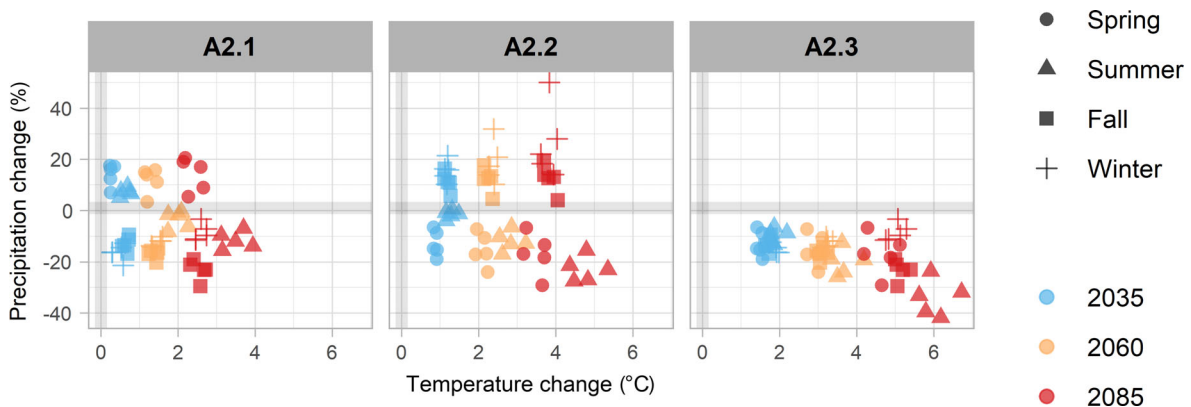 A2.1 A2.2 A2.3
Precipitation change (%)
40
20
0
-20
-40
0 2 4 6 0 2 4 6 0 2 4 6
Temperature change (°C)
Spring
Summer
Fall
Winter
2035
2060
2085